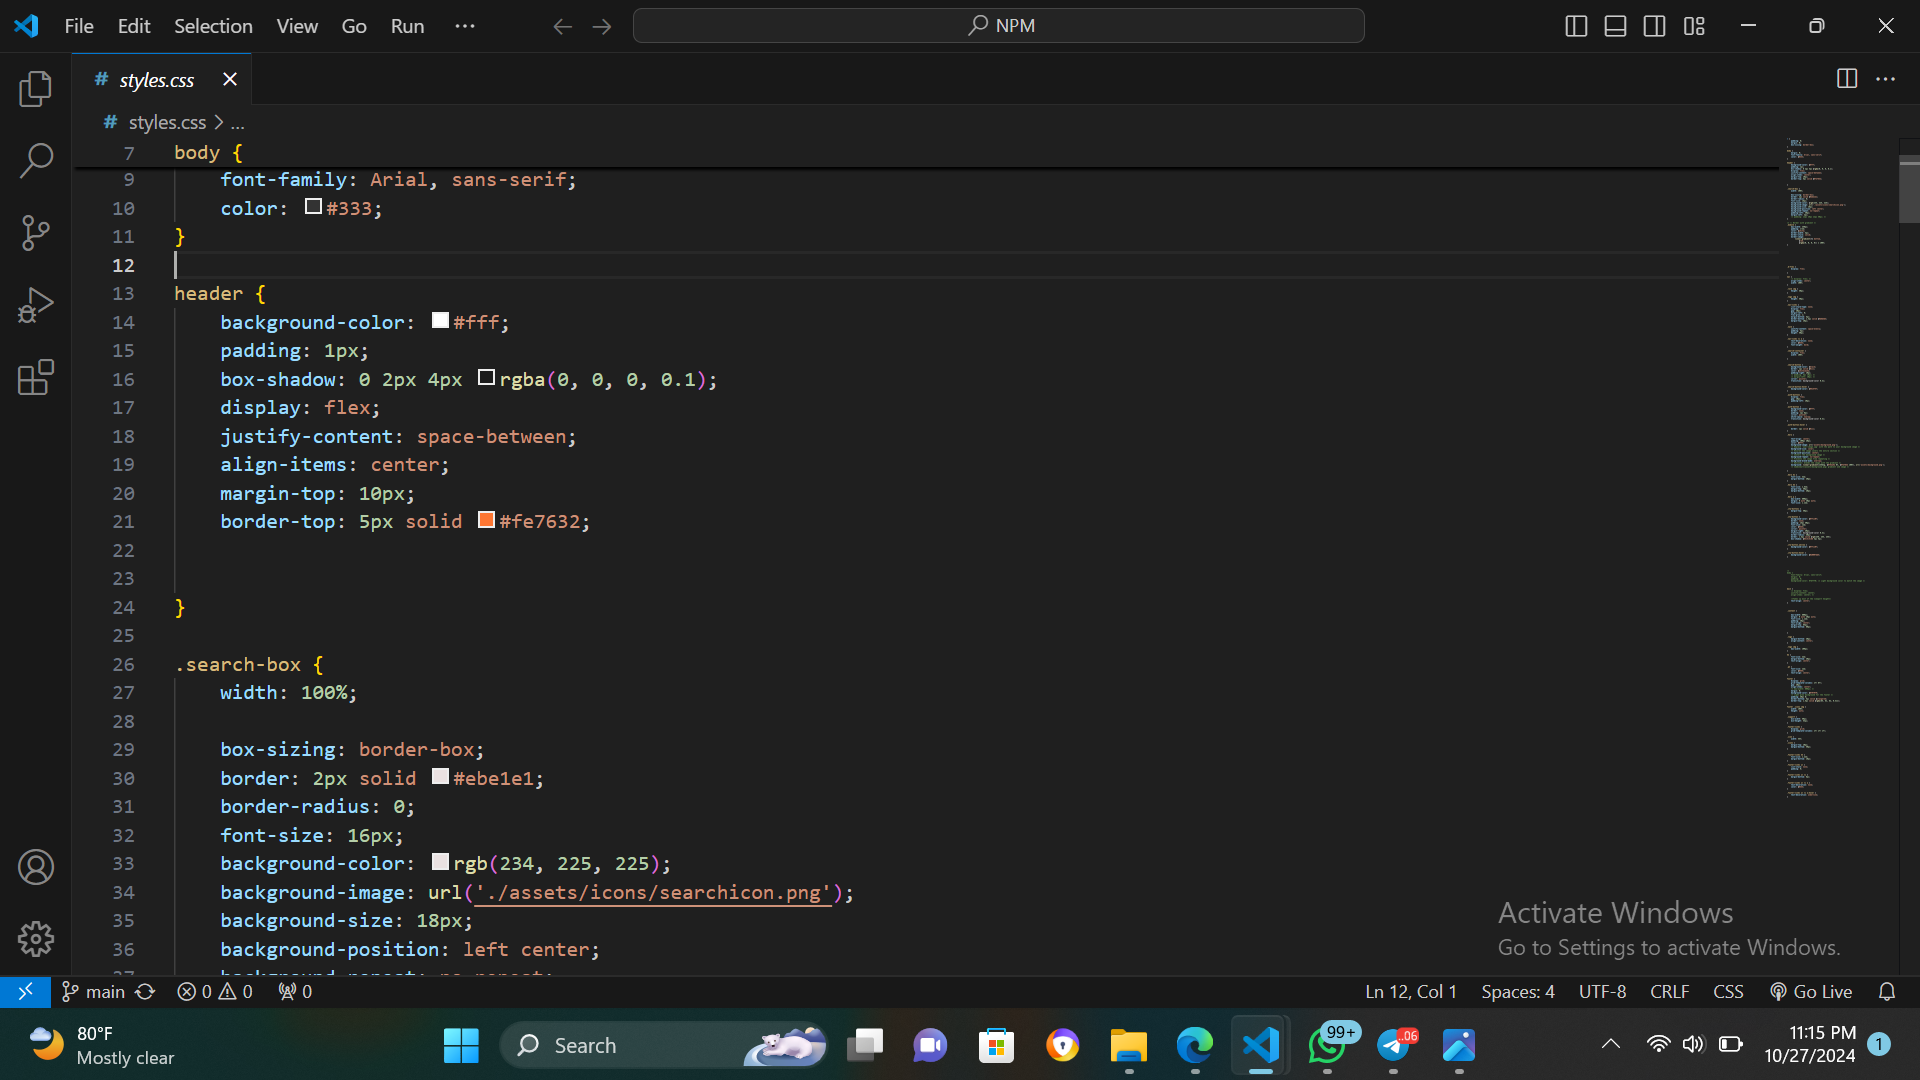 File Edit Selection View Go Run ··· NPM
# styles.css
# styles.css > ...
7 body {
9 font-family: Arial, sans-serif;
10 color: #333;
11 }
12
13 header {
14 background-color: #fff;
15 padding: 1px;
16 box-shadow: 0 2px 4px rgba(0, 0, 0, 0.1);
17 display: flex;
18 justify-content: space-between;
19 align-items: center;
20 margin-top: 10px;
21 border-top: 5px solid #fe7632;
22
23
24 }
25
26 .search-box {
27 width: 100%;
28
29 box-sizing: border-box;
30 border: 2px solid #ebe1e1;
31 border-radius: 0;
32 font-size: 16px;
33 background-color: rgb(234, 225, 225);
34 background-image: url('./assets/icons/searchicon.png');
35 background-size: 18px;
36 background-position: left center;
Activate Windows
Go to Settings to activate Windows.
main 0 0 0 Ln 12, Col 1 Spaces: 4 UTF-8 CRLF CSS Go Live
80°F
Mostly clear
Search
99+
..06
11:15 PM
10/27/2024
1